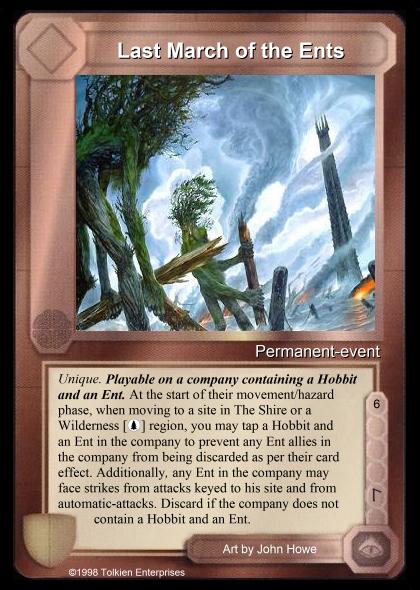 Last March of the Ents
Permanent-event
Unique. Playable on a company containing a Hobbit
and an Ent. At the start of their movement/hazard
phase, when moving to a site in The Shire or a
Wilderness [ ] region, you may tap a Hobbit and
an Ent in the company to prevent any Ent allies in
the company from being discarded as per their card
effect. Additionally, any Ent in the company may
face strikes from attacks keyed to his site and from
automatic-attacks. Discard if the company does not
contain a Hobbit and an Ent.
6
Art by John Howe
©1998 Tolkien Enterprises